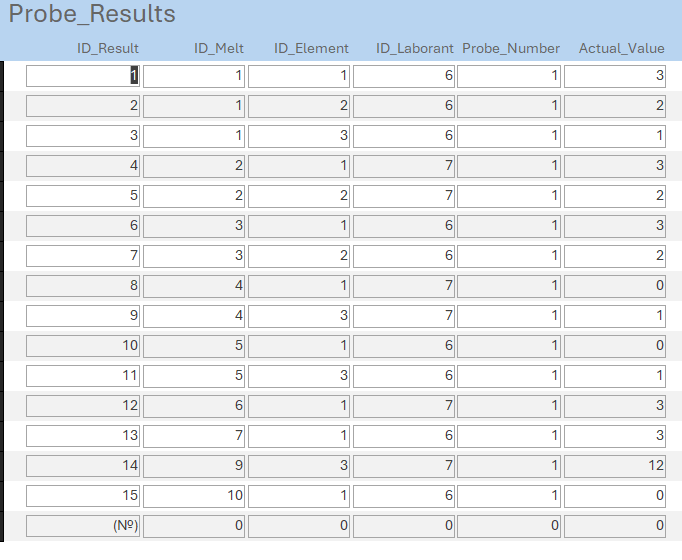 Probe_Results
ID_Result ID_Melt ID_Element ID_Laborant Probe_Number Actual_Value
1 1 1 6 1 3
2 1 2 6 1 2
3 1 3 6 1 1
4 2 1 7 1 3
5 2 2 7 1 2
6 3 1 6 1 3
7 3 2 6 1 2
8 4 1 7 1 0
9 4 3 7 1 1
10 5 1 6 1 0
11 5 3 6 1 1
12 6 1 7 1 3
13 7 1 6 1 3
14 9 3 7 1 12
15 10 1 6 1 0
(№) 0 0 0 0 0